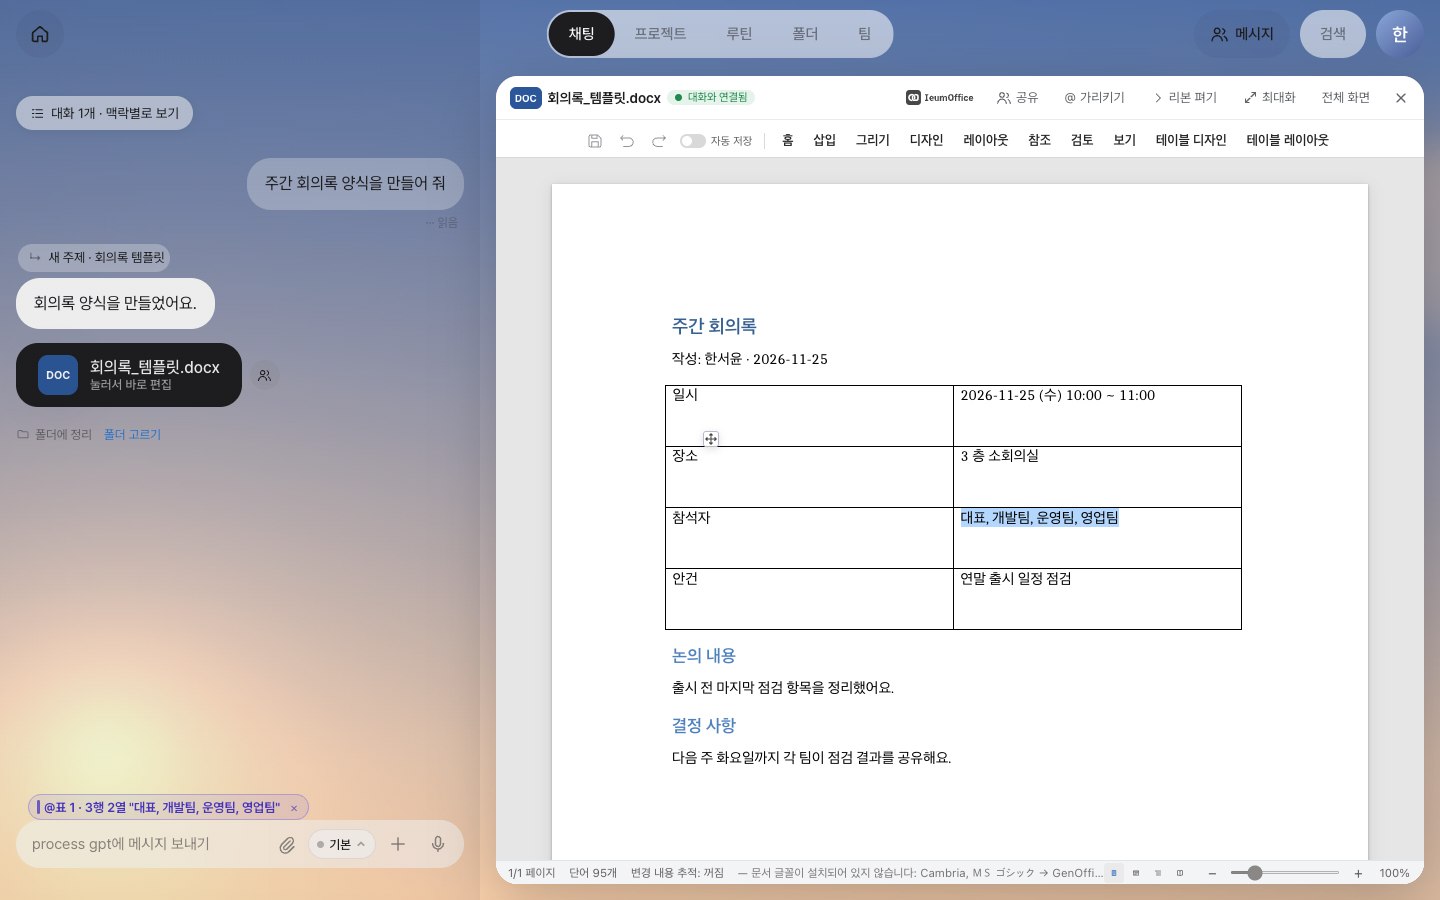 채팅 프로젝트 루틴 폴더 팀
메시지 검색 한
대화 1개 · 맥락별로 보기
주간 회의록 양식을 만들어 줘
··· 읽음
새 주제 · 회의록 템플릿
회의록 양식을 만들었어요.
DOC 회의록_템플릿.docx
눌러서 바로 편집
폴더에 정리 폴더 고르기
@표 1 · 3행 2열 "대표, 개발팀, 운영팀, 영업팀" ×
process gpt에 메시지 보내기 기본
DOC 회의록_템플릿.docx 대화와 연결됨 IeumOffice 공유 @ 가리키기 리본 펴기 최대화 전체 화면
자동 저장 홈 삽입 그리기 디자인 레이아웃 참조 검토 보기 테이블 디자인 테이블 레이아웃
주간 회의록
작성: 한서윤 · 2026-11-25
일시 2026-11-25 (수) 10:00 ~ 11:00
장소 3 층 소회의실
참석자 대표, 개발팀, 운영팀, 영업팀
안건 연말 출시 일정 점검
논의 내용
출시 전 마지막 점검 항목을 정리했어요.
결정 사항
다음 주 화요일까지 각 팀이 점검 결과를 공유해요.
1/1 페이지 단어 95개 변경 내용 추적: 꺼짐 — 문서 글꼴이 설치되어 있지 않습니다: Cambria, ＭＳ ゴシック → GenOffi... 100%